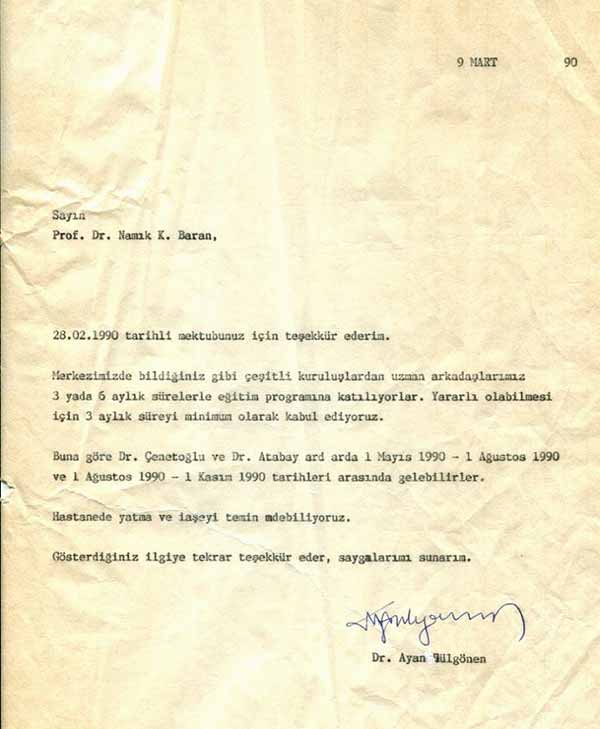 9 MART 90
Sayın
Prof. Dr. Namık K. Baran,
28.02.1990 tarihli mektubunuz için teşekkür ederim.
Merkezimizde bildiğiniz gibi çeşitli kuruluşlardan uzman arkadaşlarımız
3 yada 6 aylık sürelerle eğitim programına katılıyorlar. Yararlı olabilmesi
için 3 aylık süreyi minimum olarak kabul ediyoruz.
Buna göre Dr. Çenetoğlu ve Dr. Atabay ard arda 1 Mayıs 1990 - 1 Ağustos 1990
ve 1 Ağustos 1990 - 1 Kasım 1990 tarihleri arasında gelebilirler.
Hastanede yatma ve iaşeyi temin edebiliyoruz.
Gösterdiğiniz ilgiye tekrar teşekkür eder, saygılarımı sunarım.
Dr. Ayan Gülgönen